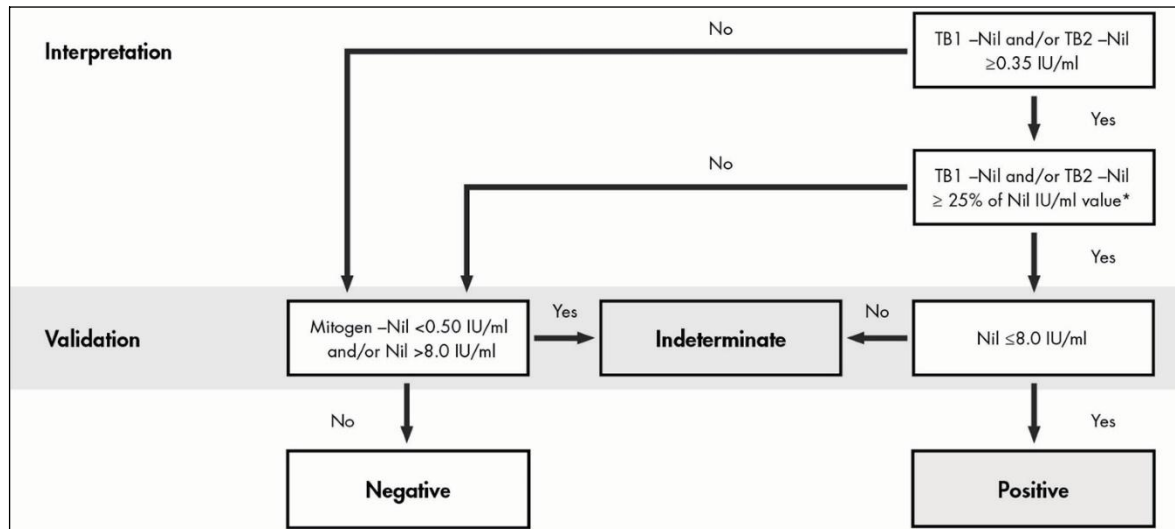 Interpretation
No
TB1 –Nil and/or TB2 –Nil
≥0.35 IU/ml
Yes
No
TB1 –Nil and/or TB2 –Nil
≥ 25% of Nil IU/ml value*
Yes
Validation
Mitogen –Nil <0.50 IU/ml
and/or Nil >8.0 IU/ml
Yes
Indeterminate
No
Nil ≤8.0 IU/ml
No
Yes
Negative
Positive